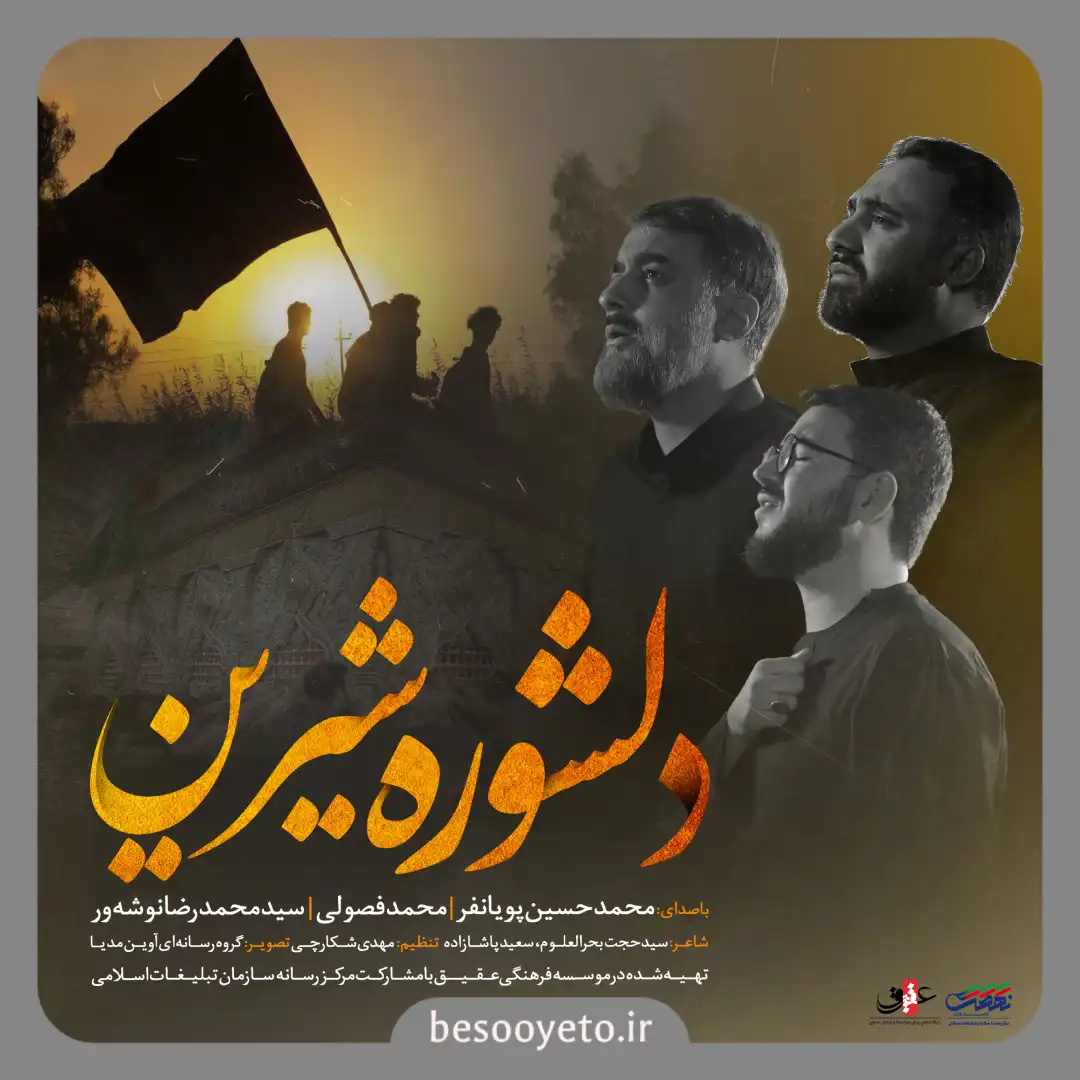 دلشوره شیرین
باصدای: محمدحسین پویانفر | محمد فصولی | سیدمحمدرضا نوشه‌ور
شاعر: سیدحجت بحرالعلوم، سعید پاشازاده تنظیم: مهدی شکارچی تصویر: گروه رسانه‌ای آوین مدیا
تهیه شده در موسسه فرهنگی عقیق با مشارکت مرکز رسانه سازمان تبلیغات اسلامی
عقیق
besooyeto.ir